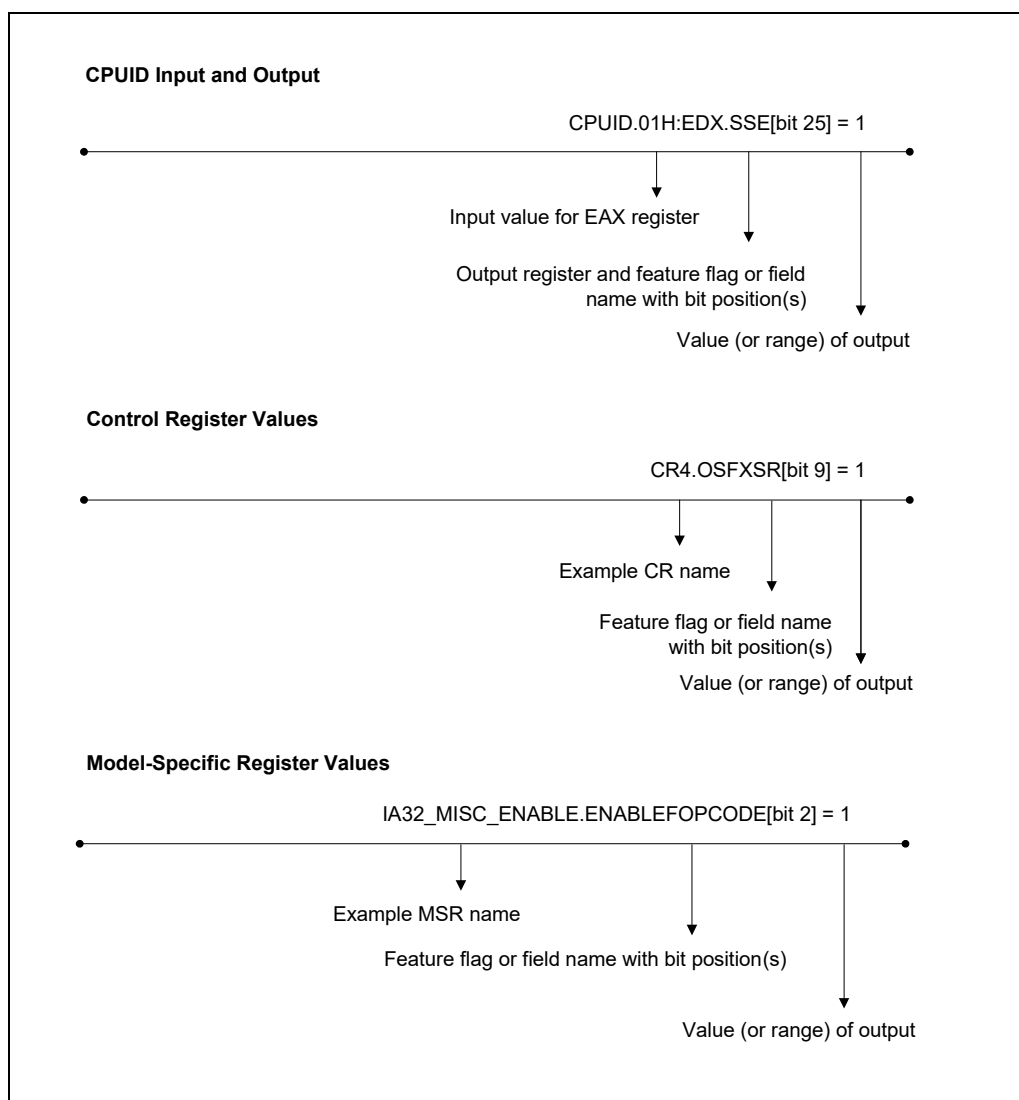 CPUID Input and Output
CPUID.01H:EDX.SSE[bit 25] = 1
Input value for EAX register
Output register and feature flag or field
name with bit position(s)
Value (or range) of output
Control Register Values
CR4.OSFXSR[bit 9] = 1
Example CR name
Feature flag or field name
with bit position(s)
Value (or range) of output
Model-Specific Register Values
IA32_MISC_ENABLE.ENABLEFOPCODE[bit 2] = 1
Example MSR name
Feature flag or field name with bit position(s)
Value (or range) of output